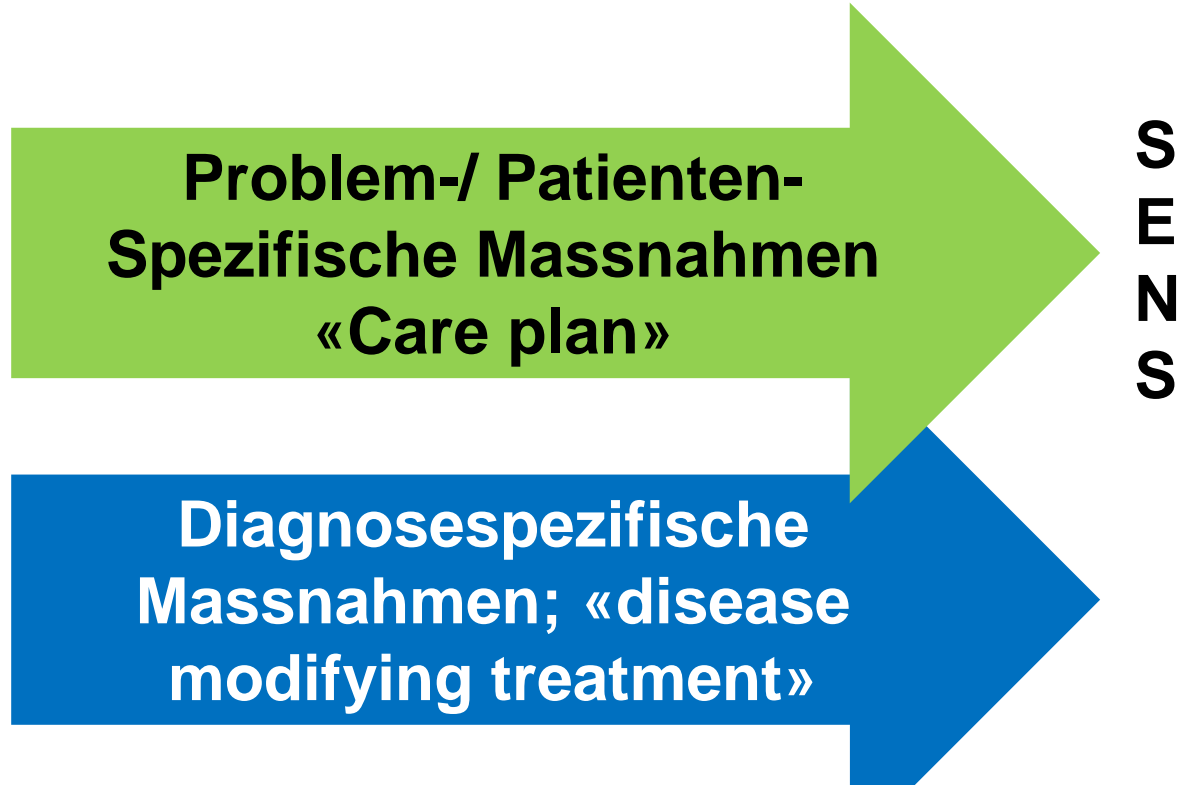 Problem-/ Patienten-
Spezifische Massnahmen
«Care plan»
S
E
N
S
Diagnosespezifische
Massnahmen; «disease
modifying treatment»